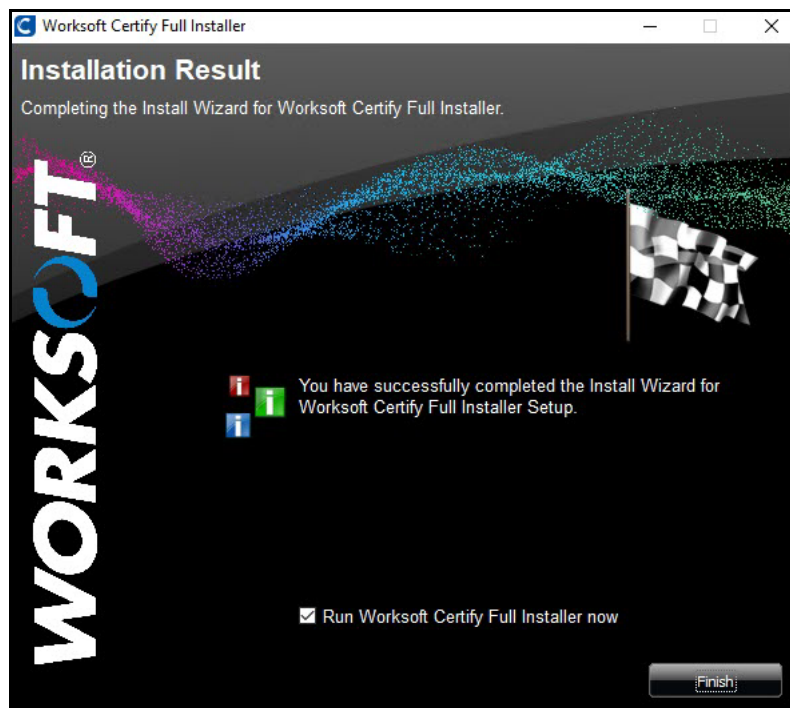 Worksoft Certify Full Installer
Installation Result
Completing the Install Wizard for Worksoft Certify Full Installer.
WORKSOFT®
You have successfully completed the Install Wizard for
Worksoft Certify Full Installer Setup.
Run Worksoft Certify Full Installer now
Finish